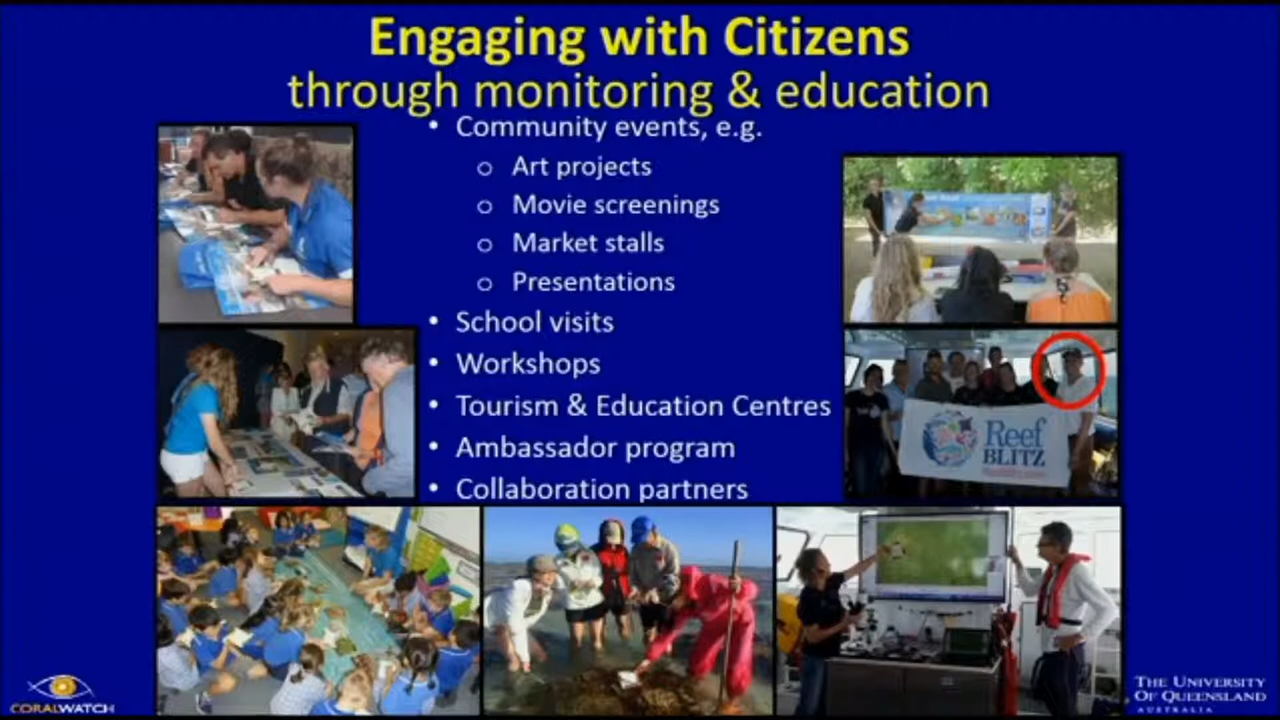 Engaging with Citizens
through monitoring & education
• Community events, e.g.
o Art projects
o Movie screenings
o Market stalls
o Presentations
• School visits
• Workshops
• Tourism & Education Centres
• Ambassador program
• Collaboration partners
Reef
BLITZ
CORALWATCH
THE UNIVERSITY
OF QUEENSLAND
AUSTRALIA